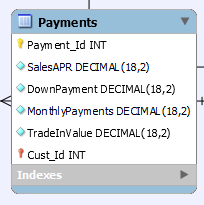 Payments
Payment_Id INT
SalesAPR DECIMAL(18,2)
DownPayment DECIMAL(18,2)
MonthlyPayments DECIMAL(18,2)
TradeInValue DECIMAL(18,2)
Cust_Id INT
Indexes